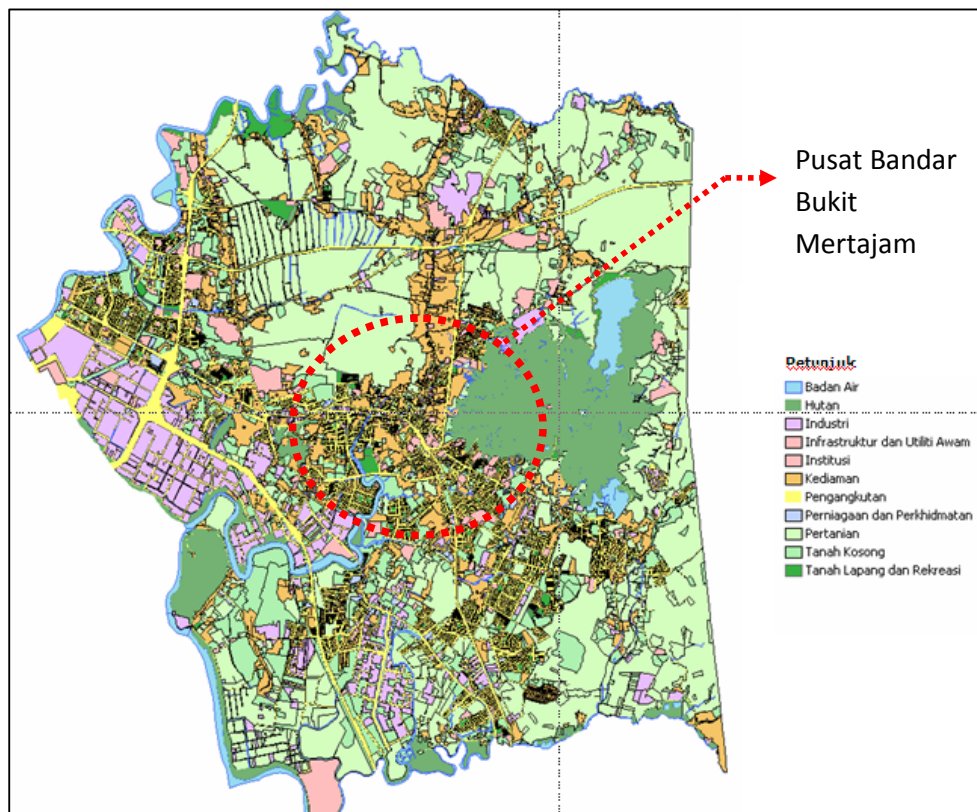 Pusat Bandar
Bukit
Mertajam
Petunjuk
Badan Air
Hutan
Industri
Infrastruktur dan Utiliti Awam
Institusi
Kediaman
Pengangkutan
Perniagaan dan Perkhidmatan
Pertanian
Tanah Kosong
Tanah Lapang dan Rekreasi